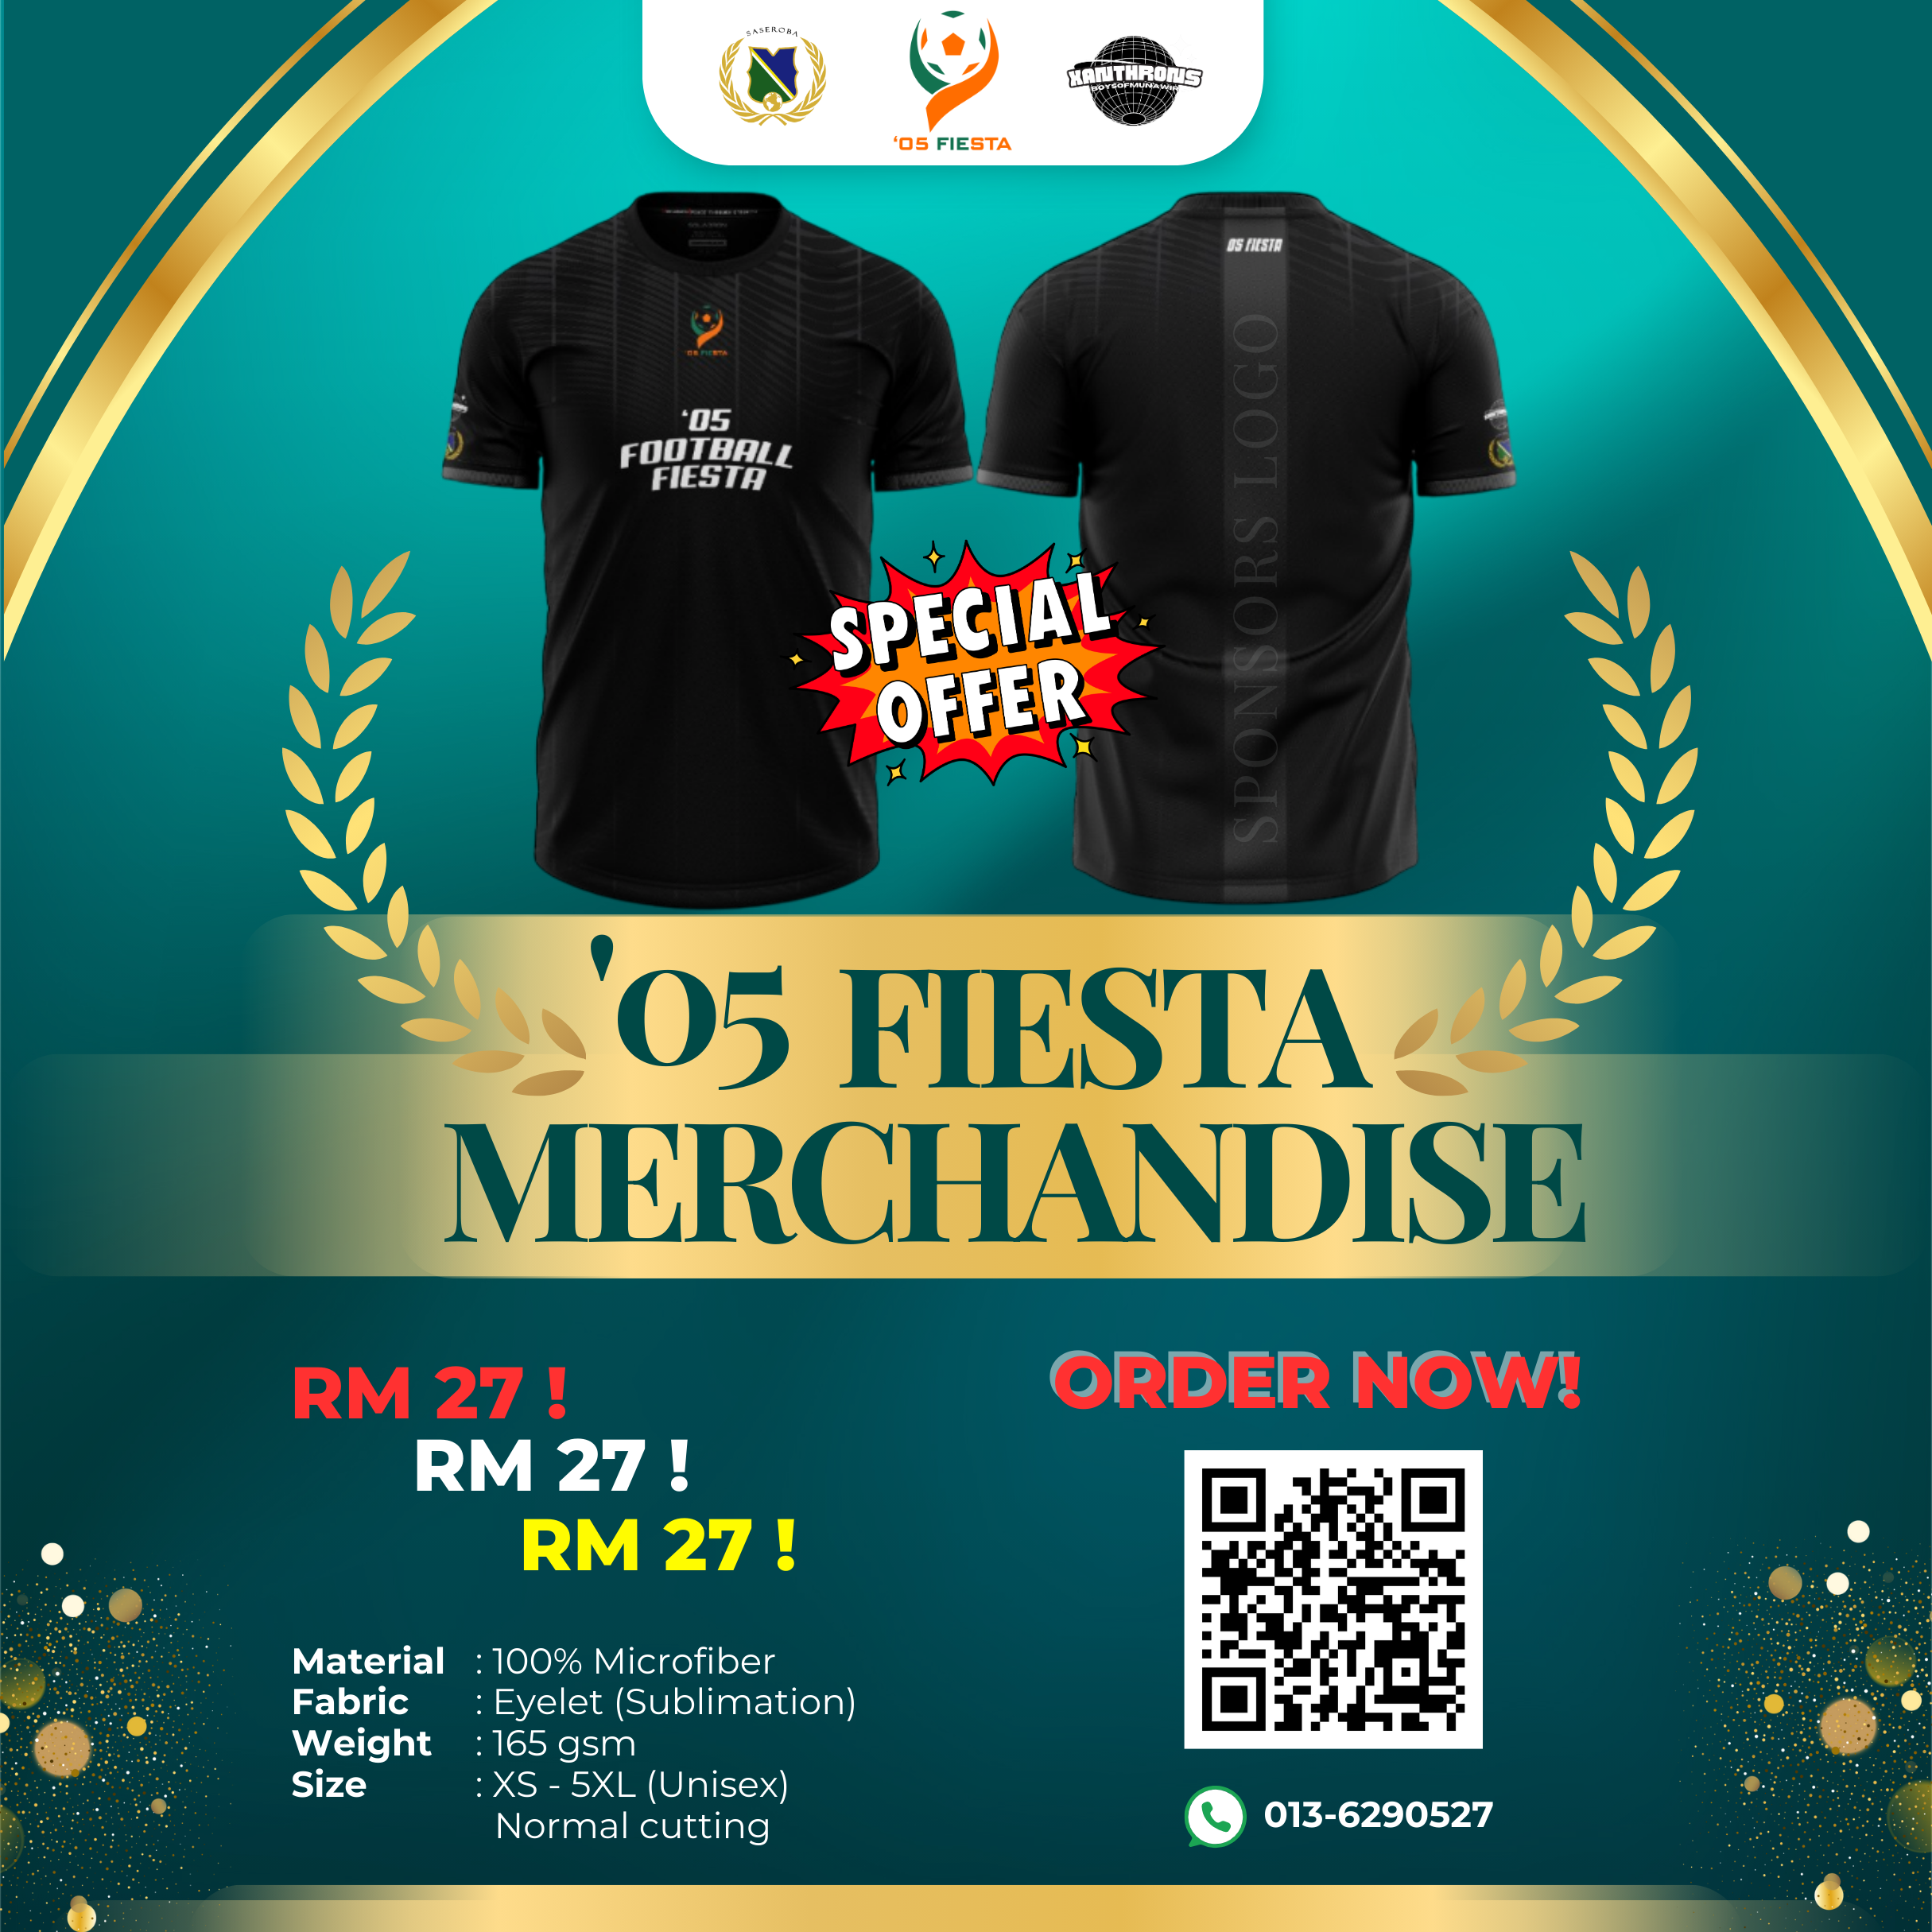 SASEROBA
'05 FIESTA
XANTHRONS
BOYSOFMUNAWIR
05 FIESTA
'05 FIESTA
'05
FOOTBALL
FIESTA
SPONSORS LOGO
SPECIAL
OFFER
'05 FIESTA
MERCHANDISE
RM 27 !
RM 27 !
RM 27 !
ORDER NOW!
Material : 100% Microfiber
Fabric : Eyelet (Sublimation)
Weight : 165 gsm
Size : XS - 5XL (Unisex)
Normal cutting
013-6290527